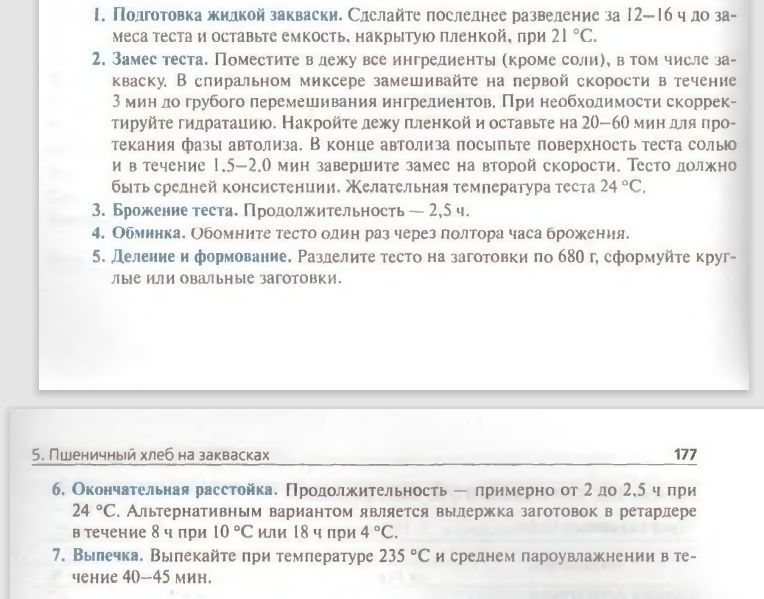 1. Подготовка жидкой закваски. Сделайте последнее разведение за 12—16 ч до за-
меса теста и оставьте емкость, накрытую пленкой, при 21 °С.
2. Замес теста. Поместите в дежу все ингредиенты (кроме соли), в том числе за-
кваску. В спиральном миксере замешивайте на первой скорости в течение
3 мин до грубого перемешивания ингредиентов. При необходимости скоррек-
тируйте гидратацию. Накройте дежу пленкой и оставьте на 20—60 мин для про-
текания фазы автолиза. В конце автолиза посыпьте поверхность теста солью
и в течение 1,5—2,0 мин завершите замес на второй скорости. Тесто должно
быть средней консистенции. Желательная температура теста 24 °С.
3. Брожение теста. Продолжительность — 2,5 ч.
4. Обминка. Обомните тесто один раз через полтора часа брожения.
5. Деление и формование. Разделите тесто на заготовки по 680 г, сформуйте круг-
лые или овальные заготовки.
5. Пшеничный хлеб на заквасках 177
6. Окончательная расстойка. Продолжительность — примерно от 2 до 2,5 ч при
24 °С. Альтернативным вариантом является выдержка заготовок в ретардере
в течение 8 ч при 10 °С или 18 ч при 4 °С.
7. Выпечка. Выпекайте при температуре 235 °С и среднем пароувлажнении в те-
чение 40—45 мин.